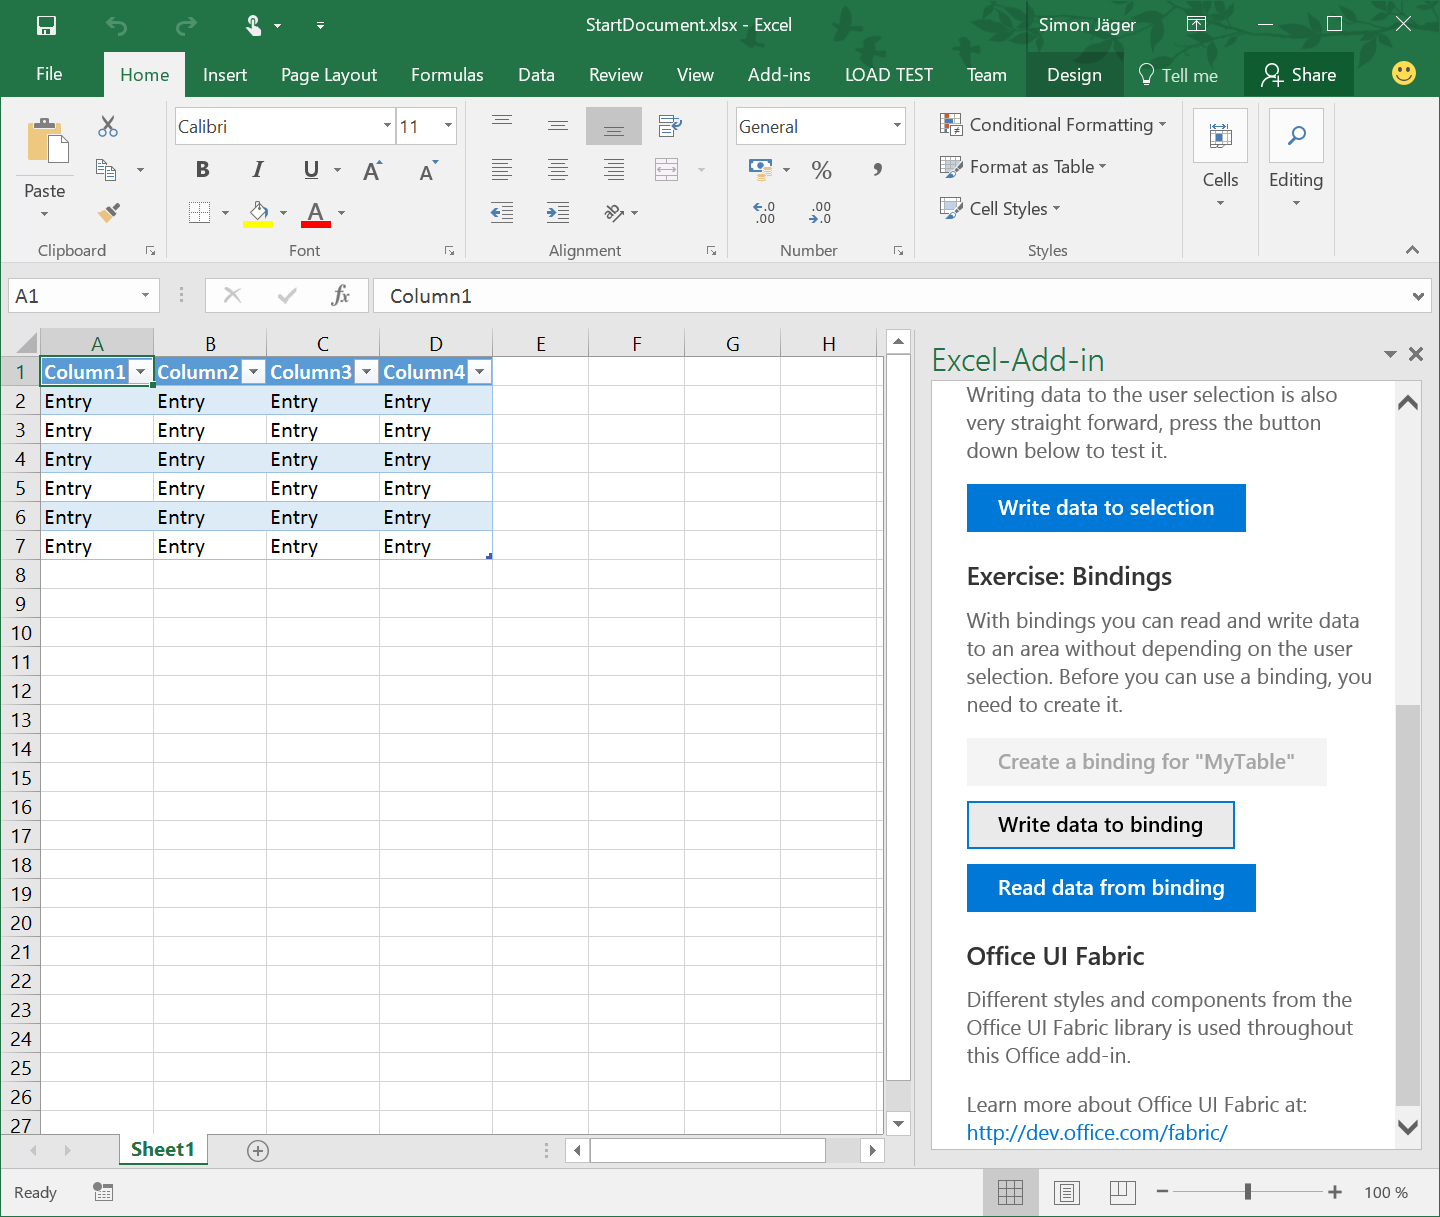 StartDocument.xlsx - Excel
Simon Jäger
File Home Insert Page Layout Formulas Data Review View Add-ins LOAD TEST Team Design Tell me Share
Calibri 11 General
Paste
B I U A A
A
% ,
Conditional Formatting
Format as Table
Cell Styles
Cells
Editing
Clipboard Font Alignment Number Styles
A1 fx Column1
A B C D E F G H
1 Column1 Column2 Column3 Column4
2 Entry Entry Entry Entry
3 Entry Entry Entry Entry
4 Entry Entry Entry Entry
5 Entry Entry Entry Entry
6 Entry Entry Entry Entry
7 Entry Entry Entry Entry
8
9
10
11
12
13
14
15
16
17
18
19
20
21
22
23
24
25
26
27
Excel-Add-in
Writing data to the user selection is also
very straight forward, press the button
down below to test it.
Write data to selection
Exercise: Bindings
With bindings you can read and write data
to an area without depending on the user
selection. Before you can use a binding, you
need to create it.
Create a binding for "MyTable"
Write data to binding
Read data from binding
Office UI Fabric
Different styles and components from the
Office UI Fabric library is used throughout
this Office add-in.
Learn more about Office UI Fabric at:
http://dev.office.com/fabric/
Sheet1
Ready
100 %